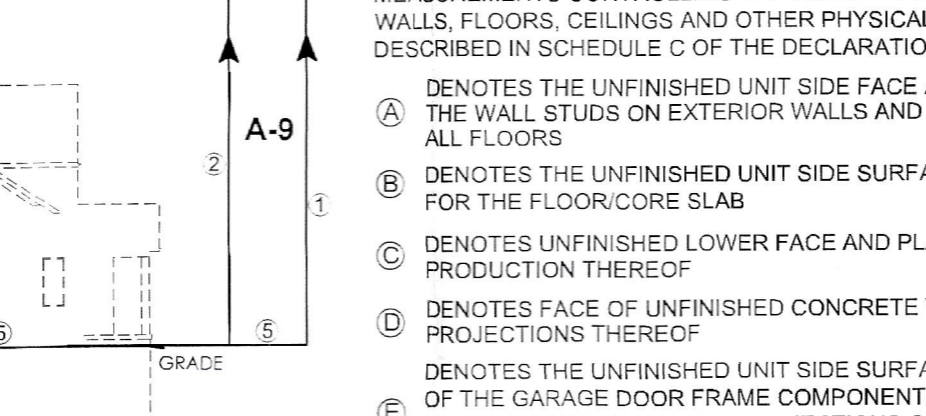 WALLS, FLOORS, CEILINGS AND OTHER PHYSICAL
DESCRIBED IN SCHEDULE C OF THE DECLARATIO
A DENOTES THE UNFINISHED UNIT SIDE FACE
THE WALL STUDS ON EXTERIOR WALLS AND
ALL FLOORS
B DENOTES THE UNFINISHED UNIT SIDE SURFA
FOR THE FLOOR/CORE SLAB
C DENOTES UNFINISHED LOWER FACE AND PLA
PRODUCTION THEREOF
D DENOTES FACE OF UNFINISHED CONCRETE
PROJECTIONS THEREOF
DENOTES THE UNFINISHED UNIT SIDE SURFA
E OF THE GARAGE DOOR FRAME COMPONENT
A-9
2
1
5
5
GRADE